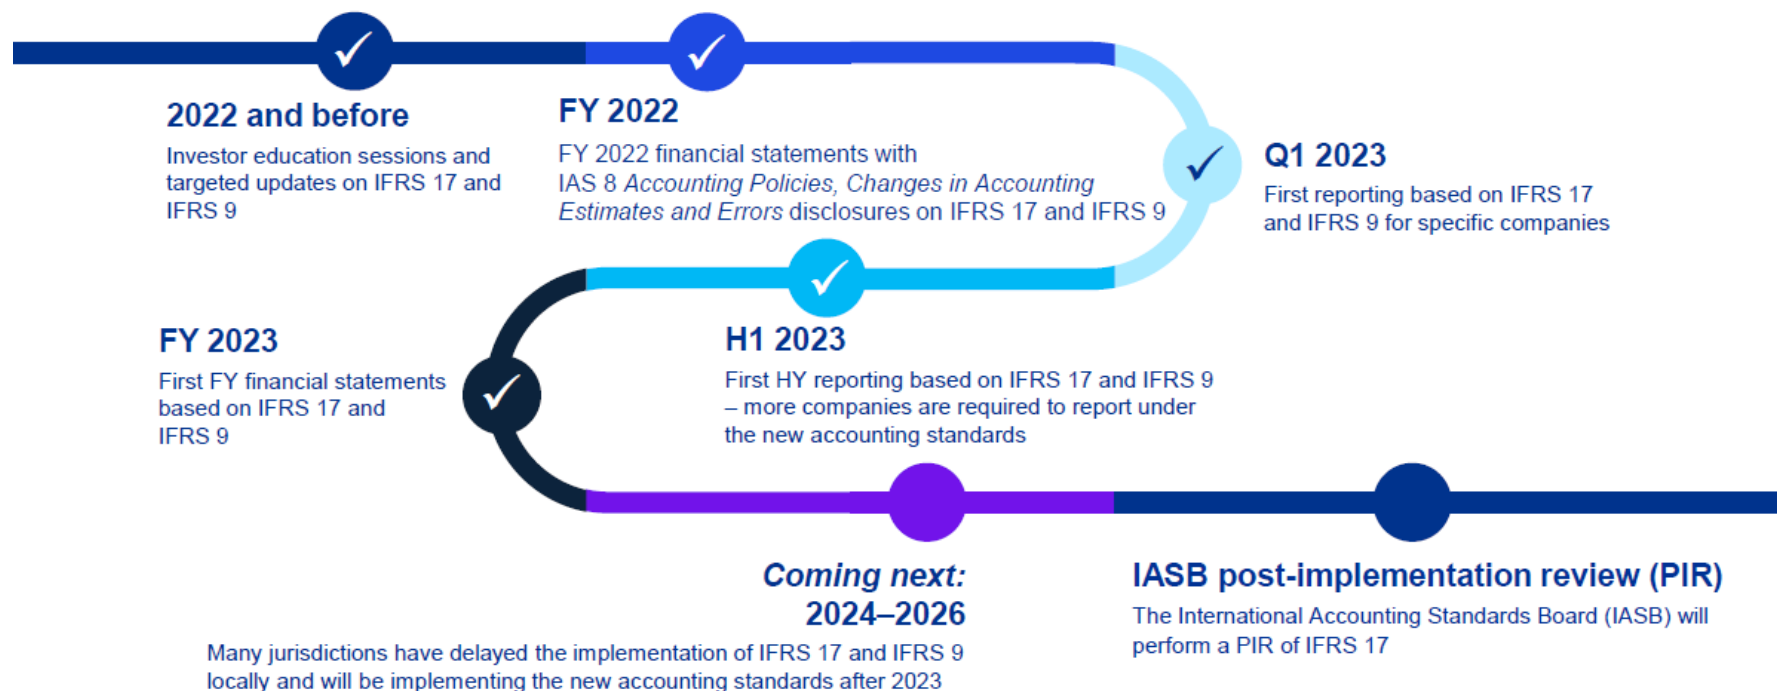 2022 and before
Investor education sessions and
targeted updates on IFRS 17 and
IFRS 9
FY 2022
FY 2022 financial statements with
IAS 8 Accounting Policies, Changes in Accounting
Estimates and Errors disclosures on IFRS 17 and IFRS 9
Q1 2023
First reporting based on IFRS 17
and IFRS 9 for specific companies
H1 2023
First HY reporting based on IFRS 17 and IFRS 9
– more companies are required to report under
the new accounting standards
FY 2023
First FY financial statements
based on IFRS 17 and
IFRS 9
Coming next:
2024–2026
Many jurisdictions have delayed the implementation of IFRS 17 and IFRS 9
locally and will be implementing the new accounting standards after 2023
IASB post-implementation review (PIR)
The International Accounting Standards Board (IASB) will
perform a PIR of IFRS 17